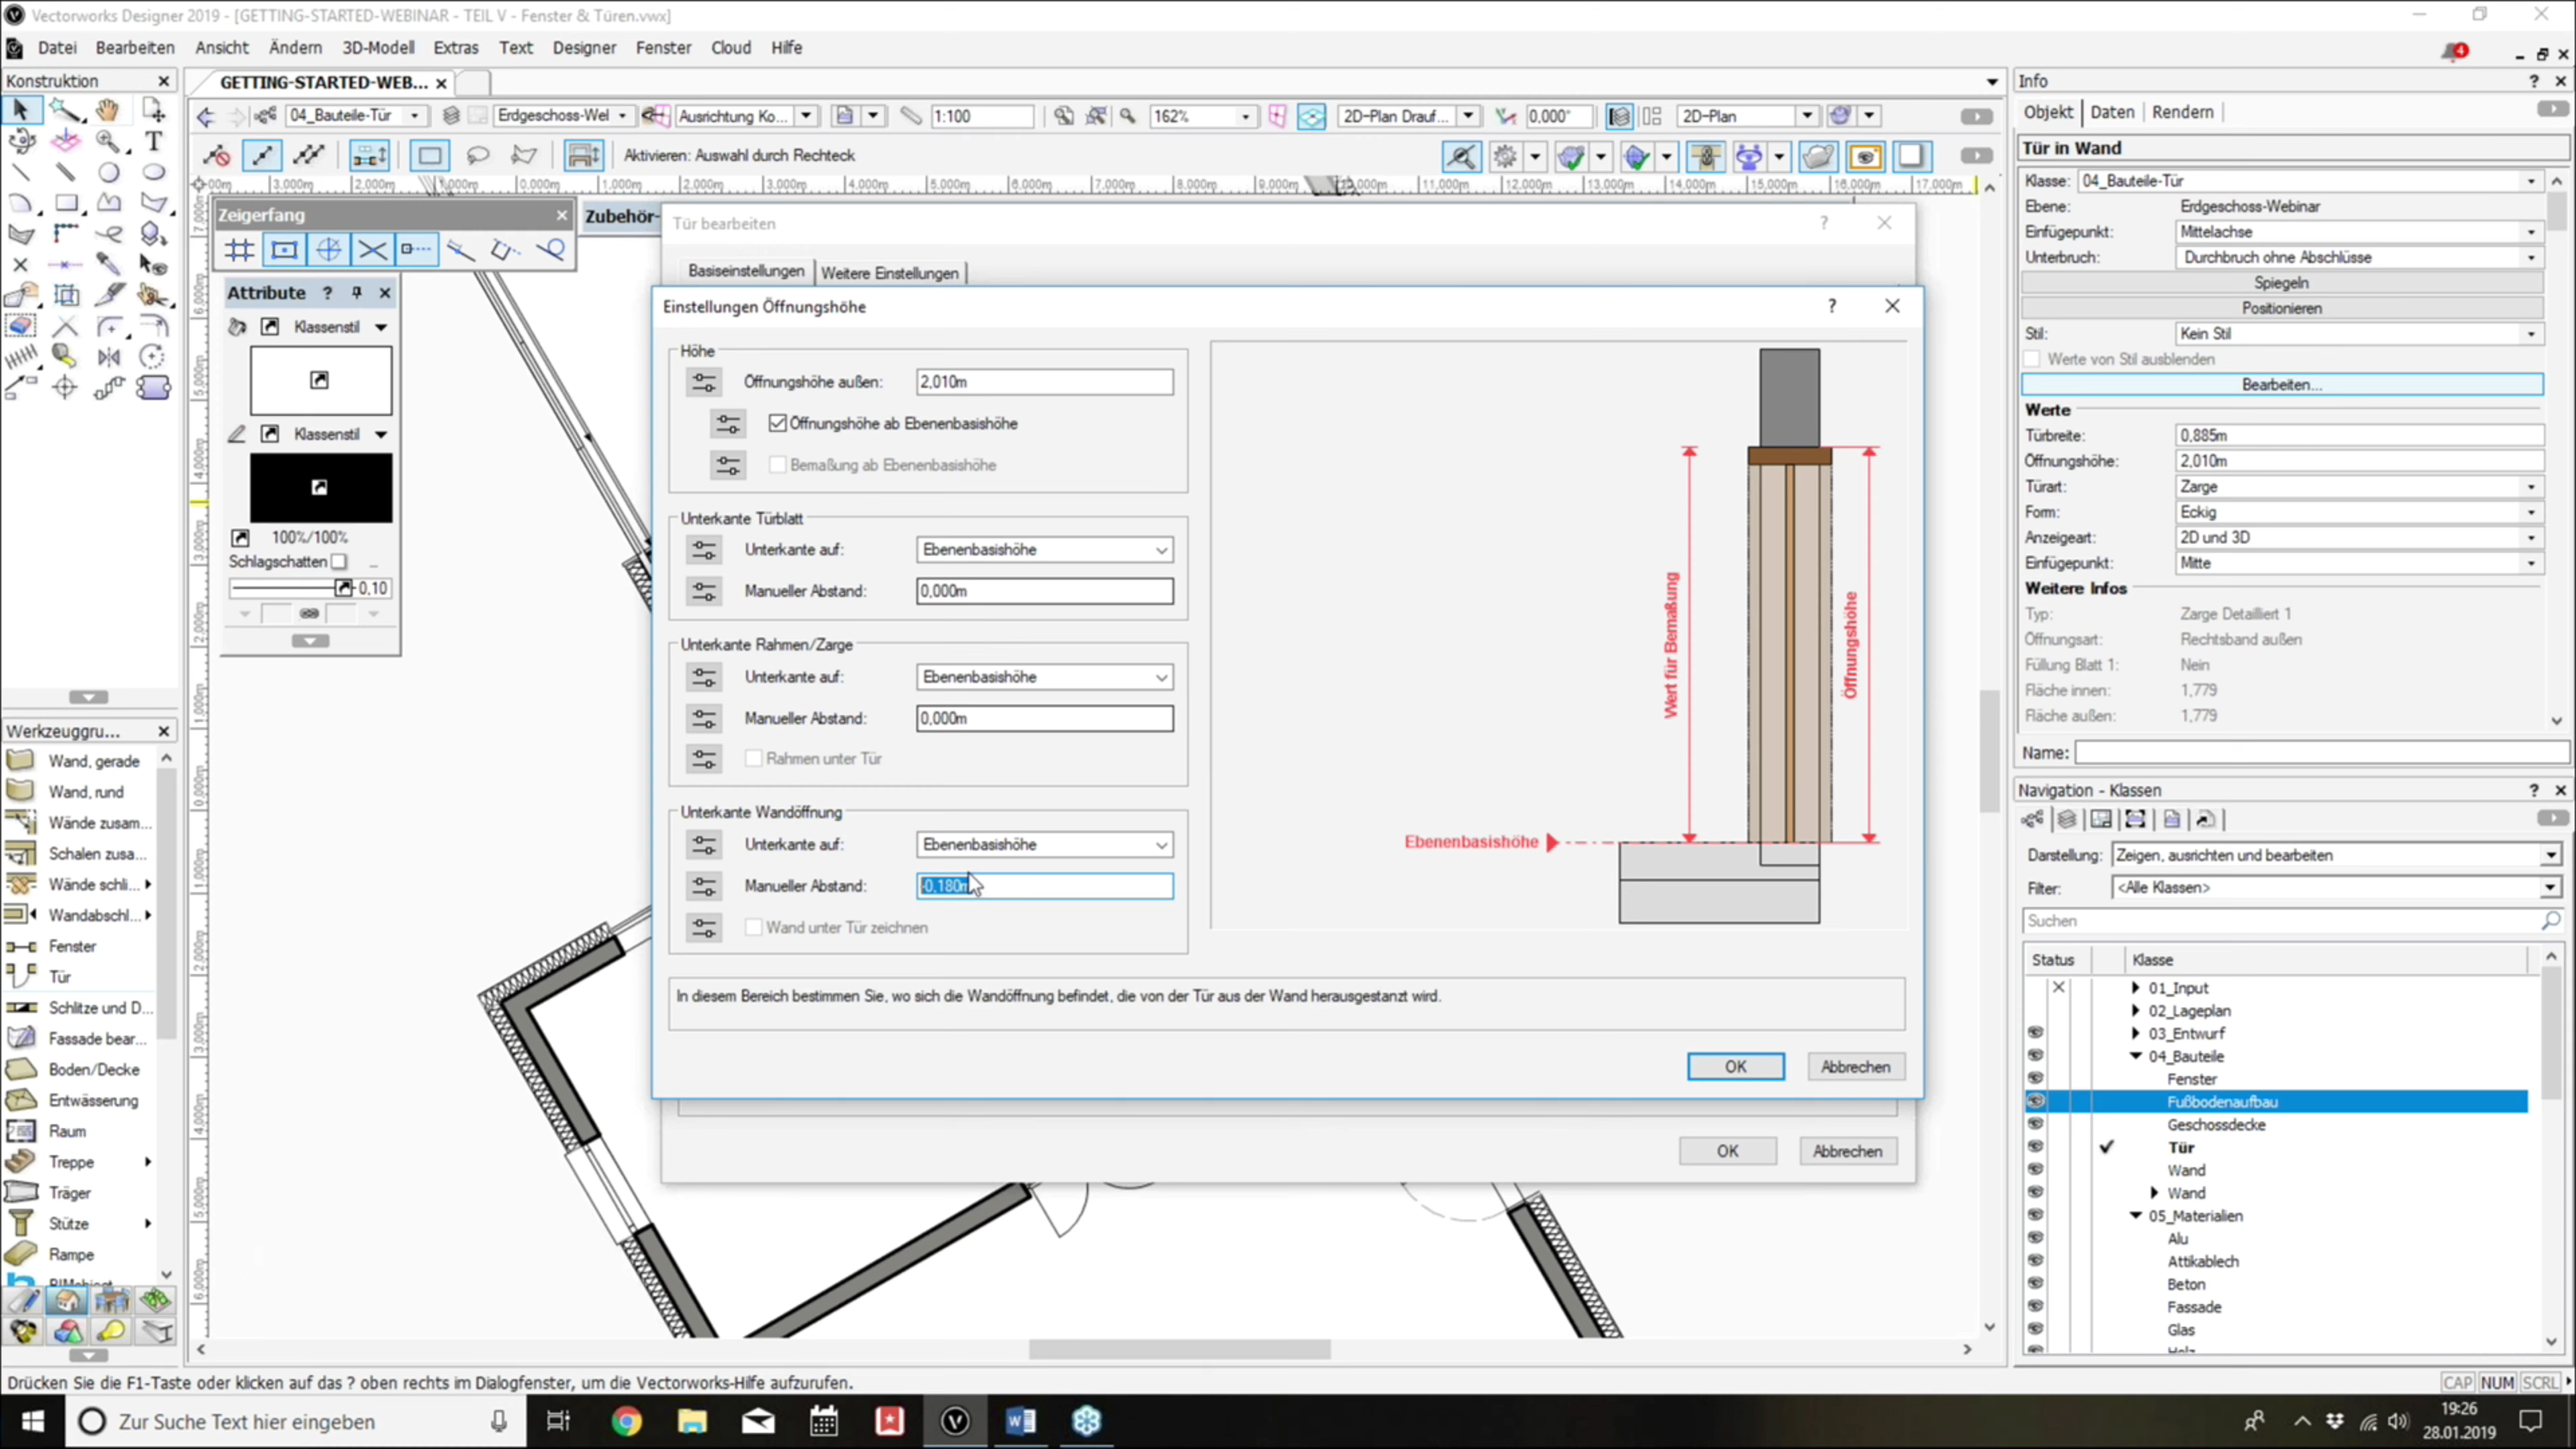 Vectorworks Designer 2019 - [GETTING-STARTED-WEBINAR - TEIL V - Fenster & Türen.vwx]
Datei Bearbeiten Ansicht Ändern 3D-Modell Extras Text Designer Fenster Cloud Hilfe
4
Konstruktion
GETTING-STARTED-WEB...
04_Bauteile-Tür Erdgeschoss-Wel Ausrichtung Ko... 1:100 162% 2D-Plan Drauf... 0,000° 2D-Plan
Aktivieren: Auswahl durch Rechteck
Zeigerfang
Zubehör-
Attribute ?
Klassenstil
Klassenstil
100%/100%
Schlagschatten
0,10
Werkzeuggru...
Wand, gerade
Wand, rund
Wände zusam...
Schalen zusa...
Wände schli...
Wandabschl...
Fenster
Tür
Schlitze und D...
Fassade bear...
Boden/Decke
Entwässerung
Raum
Treppe
Träger
Stütze
Rampe
BIMobject
Tür bearbeiten ?
Basiseinstellungen Weitere Einstellungen
Einstellungen Öffnungshöhe ?
Höhe
Öffnungshöhe außen: 2,010m
Öffnungshöhe ab Ebenenbasishöhe
Bemaßung ab Ebenenbasishöhe
Unterkante Türblatt
Unterkante auf: Ebenenbasishöhe
Manueller Abstand: 0,000m
Unterkante Rahmen/Zarge
Unterkante auf: Ebenenbasishöhe
Manueller Abstand: 0,000m
Rahmen unter Tür
Unterkante Wandöffnung
Unterkante auf: Ebenenbasishöhe
Manueller Abstand: -0,180m
Wand unter Tür zeichnen
Wert für Bemaßung
Öffnungshöhe
Ebenenbasishöhe
In diesem Bereich bestimmen Sie, wo sich die Wandöffnung befindet, die von der Tür aus der Wand herausgestanzt wird.
OK Abbrechen
OK Abbrechen
Info ?
Objekt Daten Rendern
Tür in Wand
Klasse: 04_Bauteile-Tür
Ebene: Erdgeschoss-Webinar
Einfügepunkt: Mittelachse
Unterbruch: Durchbruch ohne Abschlüsse
Spiegeln
Positionieren
Stil: Kein Stil
Werte von Stil ausblenden
Bearbeiten...
Werte
Türbreite: 0,885m
Öffnungshöhe: 2,010m
Türart: Zarge
Form: Eckig
Anzeigeart: 2D und 3D
Einfügepunkt: Mitte
Weitere Infos
Typ: Zarge Detailliert 1
Öffnungsart: Rechtsband außen
Füllung Blatt 1: Nein
Fläche innen: 1,779
Fläche außen: 1,779
Name:
Navigation - Klassen ?
Darstellung: Zeigen, ausrichten und bearbeiten
Filter: <Alle Klassen>
Suchen
Status Klasse
01_Input
02_Lageplan
03_Entwurf
04_Bauteile
Fenster
Fußbodenaufbau
Geschossdecke
Tür
Wand
Wand
05_Materialien
Alu
Attikablech
Beton
Fassade
Glas
Holz
Drücken Sie die F1-Taste oder klicken auf das ? oben rechts im Dialogfenster, um die Vectorworks-Hilfe aufzurufen.
CAP NUM SCRL
Zur Suche Text hier eingeben
19:26
28.01.2019